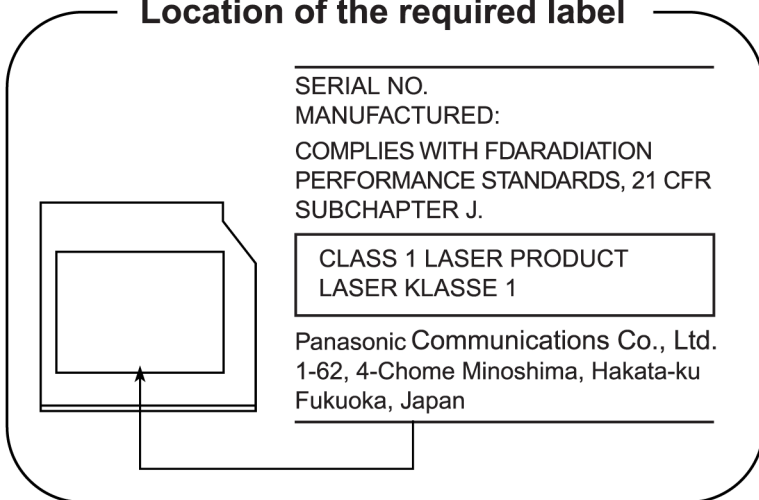 Location of the required label
SERIAL NO.
MANUFACTURED:
COMPLIES WITH FDARADIATION
PERFORMANCE STANDARDS, 21 CFR
SUBCHAPTER J.
CLASS 1 LASER PRODUCT
LASER KLASSE 1
Panasonic Communications Co., Ltd.
1-62, 4-Chome Minoshima, Hakata-ku
Fukuoka, Japan